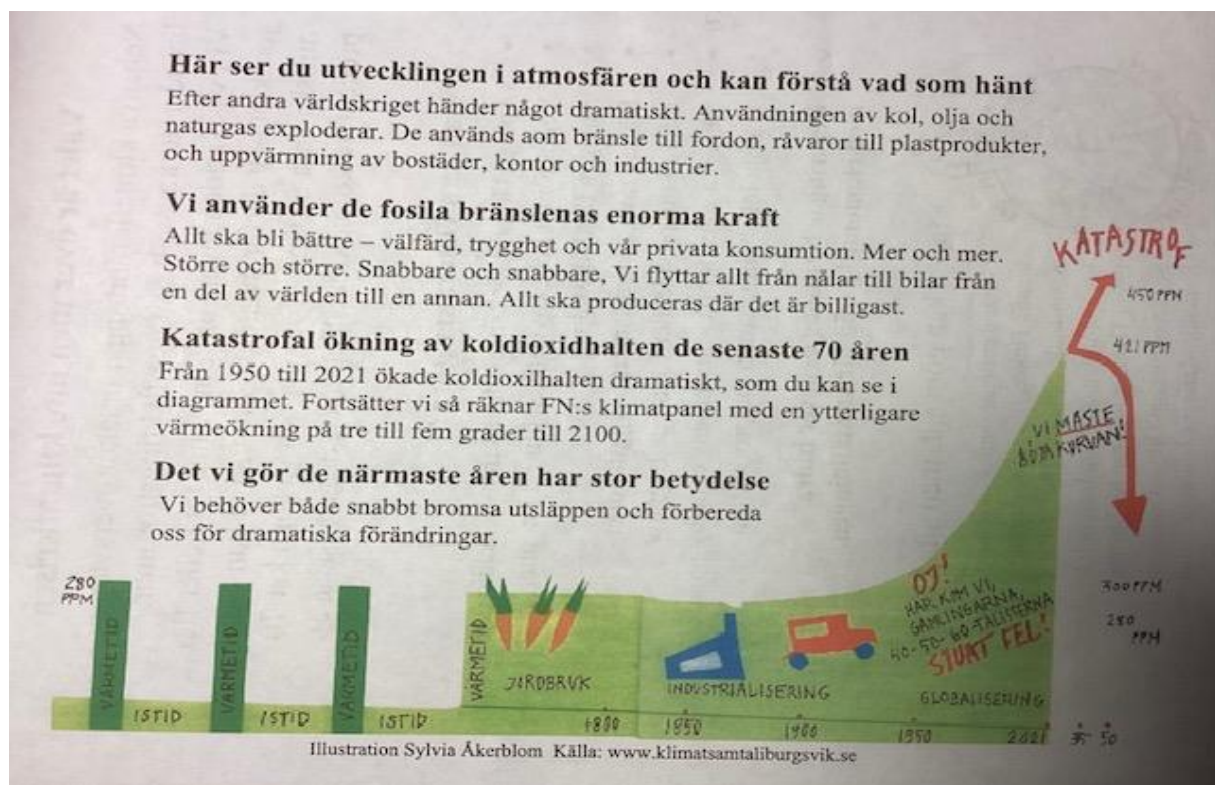 Här ser du utvecklingen i atmosfären och kan förstå vad som hänt
Efter andra världskriget händer något dramatiskt. Användningen av kol, olja och
naturgas exploderar. De används aom bränsle till fordon, råvaror till plastprodukter,
och uppvärmning av bostäder, kontor och industrier.
Vi använder de fosila bränslenas enorma kraft
Allt ska bli bättre – välfärd, trygghet och vår privata konsumtion. Mer och mer.
Större och större. Snabbare och snabbare, Vi flyttar allt från nålar till bilar från
en del av världen till en annan. Allt ska produceras där det är billigast.
Katastrofal ökning av koldioxidhalten de senaste 70 åren
Från 1950 till 2021 ökade koldioxilhalten dramatiskt, som du kan se i
diagrammet. Fortsätter vi så räknar FN:s klimatpanel med en ytterligare
värmeökning på tre till fem grader till 2100.
Det vi gör de närmaste åren har stor betydelse
Vi behöver både snabbt bromsa utsläppen och förbereda
oss för dramatiska förändringar.
KATASTROF
450 PPM
421 PPM
VI MÅSTE
BÖJA KURVAN!
300 PPM
280
PPM
280
PPM
VÄRMETID
ISTID
VÄRMETID
ISTID
VÄRMETID
ISTID
VÄRMETID
JORDBRUK
INDUSTRIALISERING
OJ!
HÄR KOM VI,
GAMLINGARNA,
40-50-60-TALISTERNA
STURT FEL!
GLOBALISERING
1800
1850
1900
1950
2021
50
Illustration Sylvia Åkerblom Källa: www.klimatsamtaliburgsvik.se